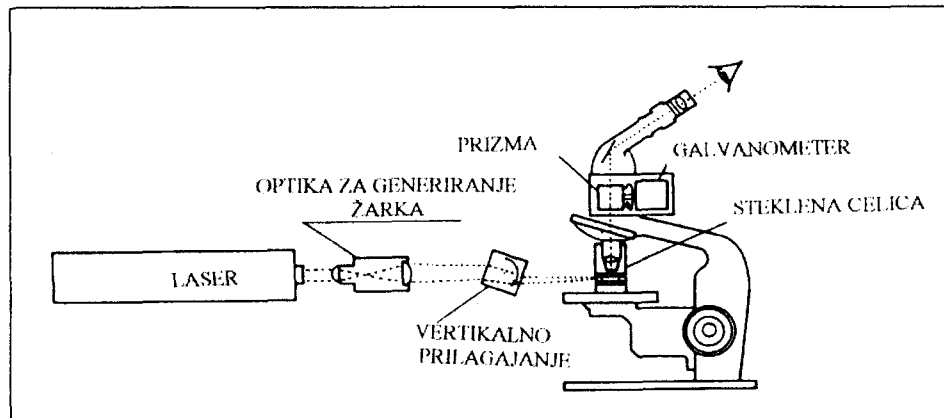 PRIZMA
GALVANOMETER
OPTIKA ZA GENERIRANJE
ŽARKA
STEKLENA CELICA
LASER
VERTIKALNO
PRILAGAJANJE